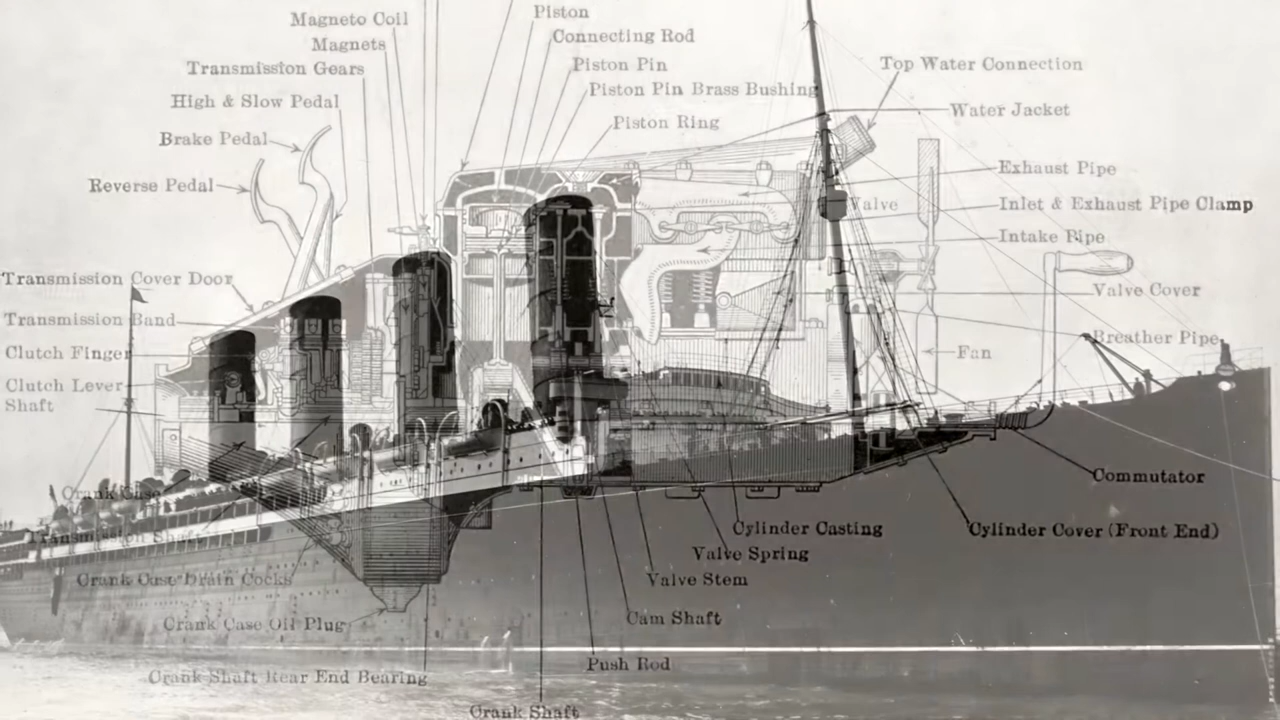 Magneto Coil
Magnets
Transmission Gears
High & Slow Pedal
Brake Pedal
Reverse Pedal
Transmission Cover Door
Transmission Band
Clutch Finger
Clutch Lever
Shaft
Crank Case
Transmission Shaft
Crank Case Drain Cocks
Crank Case Oil Plug
Crank Shaft Rear End Bearing
Crank Shaft
Piston
Connecting Rod
Piston Pin
Piston Pin Brass Bushing
Piston Ring
Top Water Connection
Water Jacket
Exhaust Pipe
Valve
Inlet & Exhaust Pipe Clamp
Intake Pipe
Valve Cover
Breather Pipe
Fan
Commutator
Cylinder Cover (Front End)
Cylinder Casting
Valve Spring
Valve Stem
Cam Shaft
Push Rod